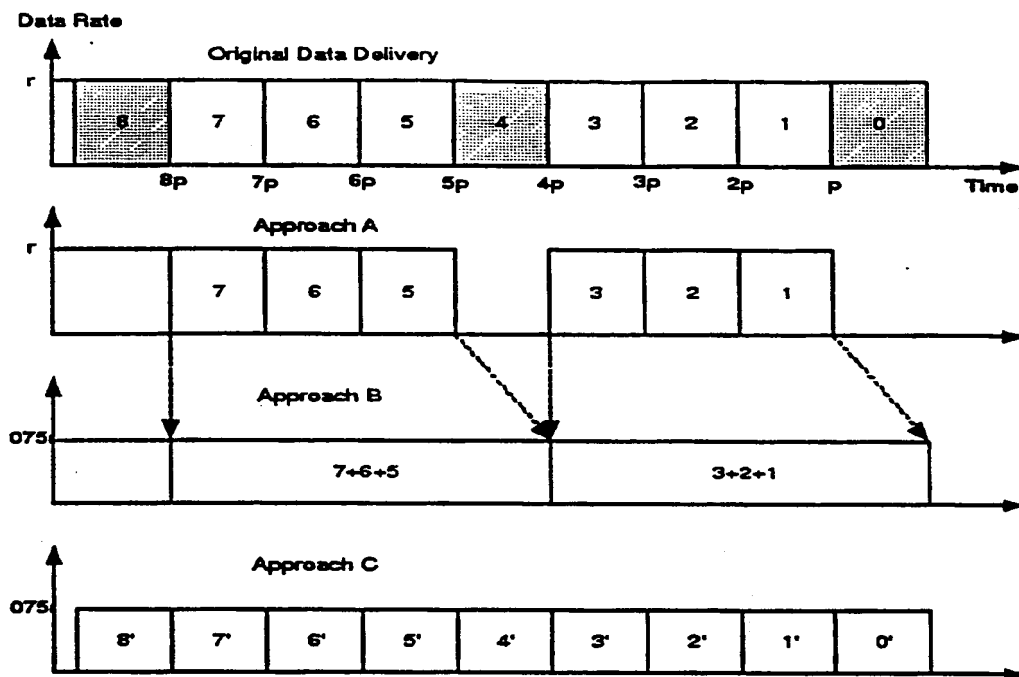 Data Rate
Original Data Delivery
r
8 7 6 5 4 3 2 1 0
8p 7p 6p 5p 4p 3p 2p p Time
Approach A
r
7 6 5 3 2 1
Approach B
075
7+6+5 3+2+1
Approach C
075
8' 7' 6' 5' 4' 3' 2' 1' 0'